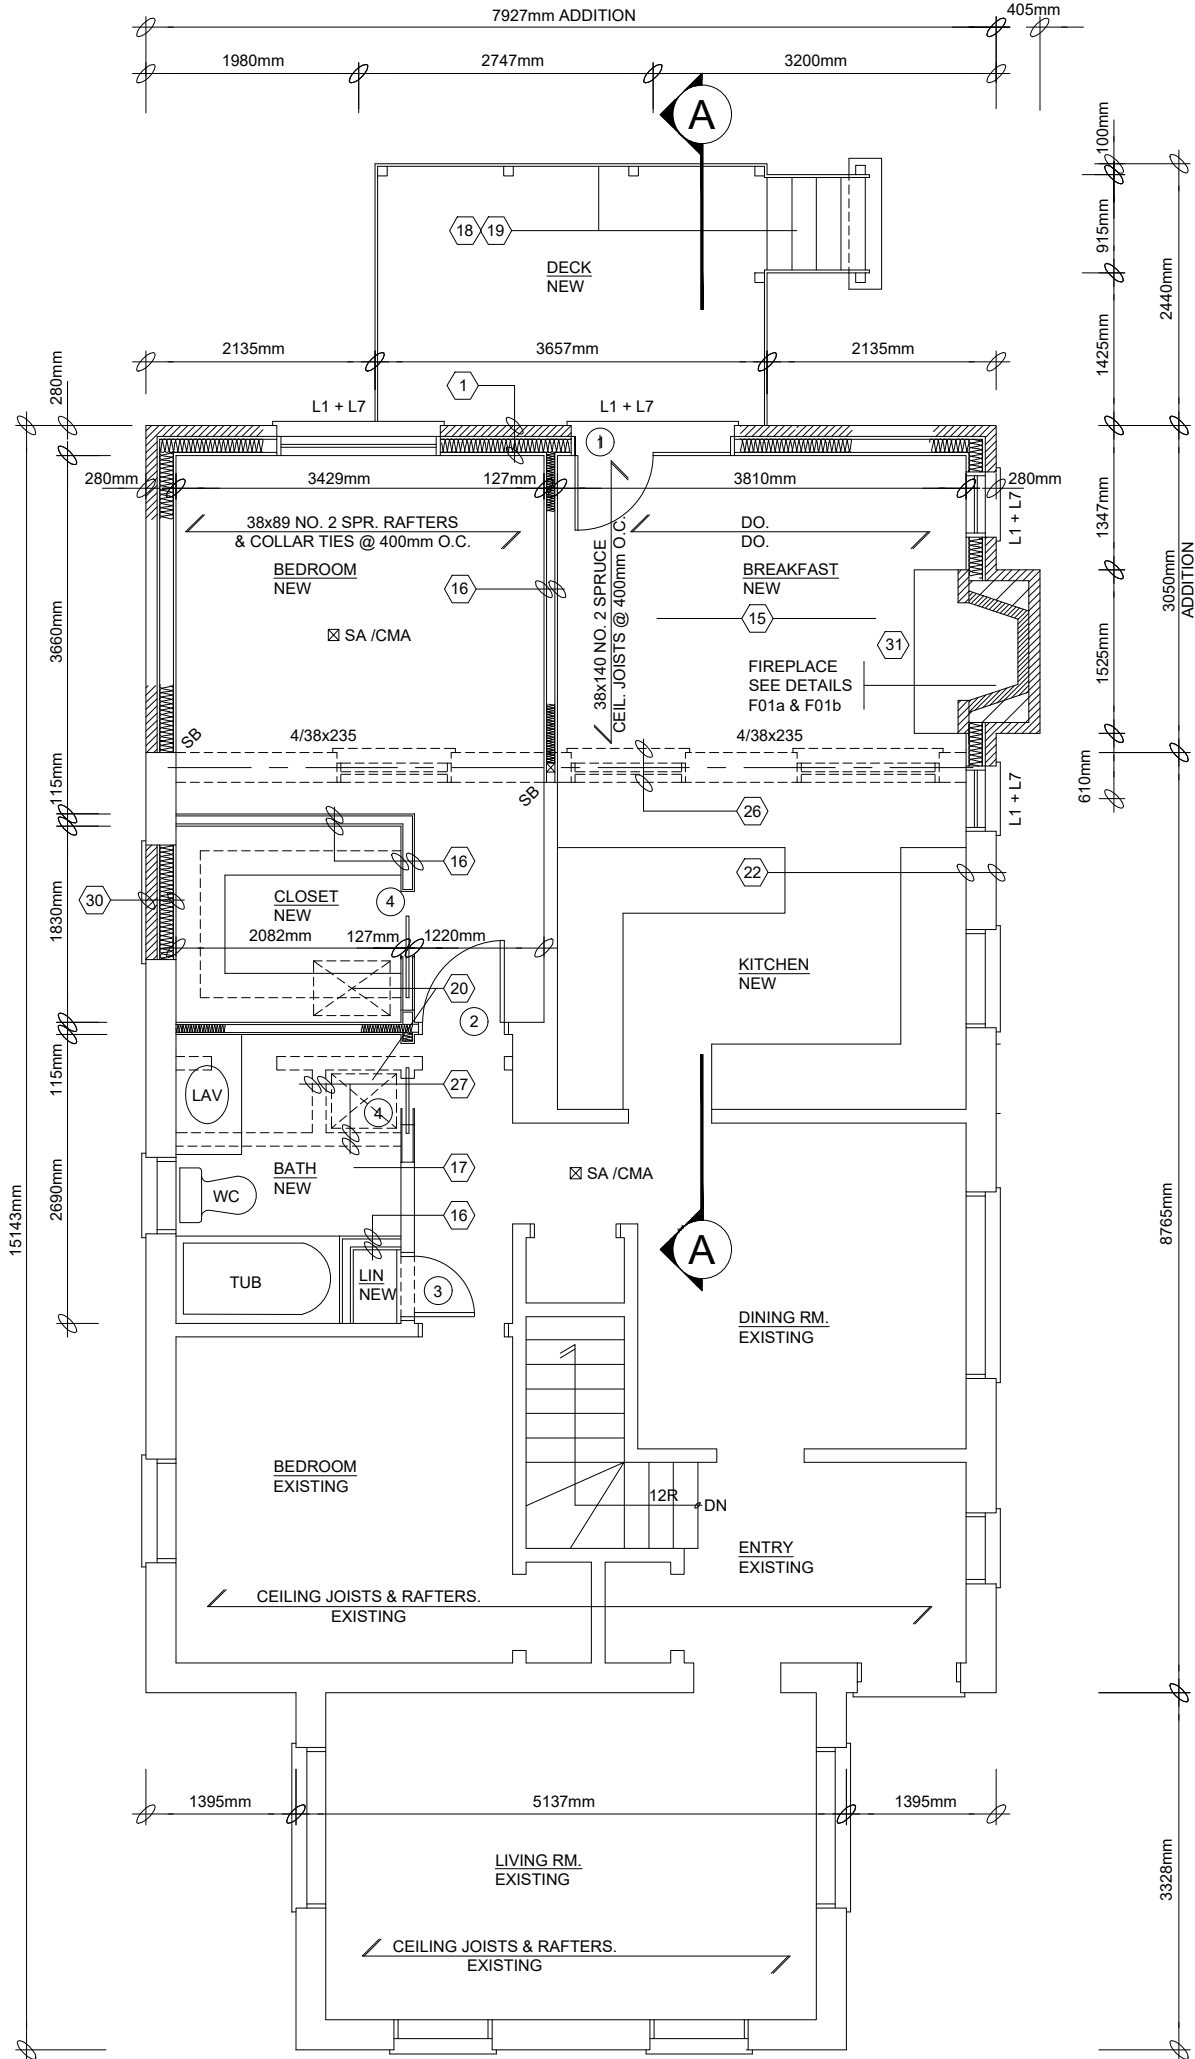 7927mm ADDITION
405mm
1980mm
2747mm
3200mm
A
100mm
915mm
1425mm
2440mm
18
19
DECK
NEW
2135mm
3657mm
2135mm
280mm
1
L1 + L7
L1 + L7
1
280mm
3429mm
127mm
3810mm
280mm
38x89 NO. 2 SPR. RAFTERS
& COLLAR TIES @ 400mm O.C.
DO.
DO.
BEDROOM
NEW
BREAKFAST
NEW
L1 + L7
1347mm
3050mm
ADDITION
16
38x140 NO. 2 SPRUCE
CEIL. JOISTS @ 400mm O.C.
15
SA /CMA
31
3660mm
FIREPLACE
SEE DETAILS
F01a & F01b
1525mm
SB
4/38x235
4/38x235
SB
115mm
26
610mm
L1 + L7
16
22
30
CLOSET
NEW
4
1830mm
2082mm
127mm
1220mm
KITCHEN
NEW
20
2
LAV
27
4
115mm
BATH
NEW
17
SA /CMA
WC
16
2690mm
15143mm
8765mm
A
TUB
LIN
NEW
3
DINING RM.
EXISTING
BEDROOM
EXISTING
12R
DN
ENTRY
EXISTING
CEILING JOISTS & RAFTERS.
EXISTING
1395mm
5137mm
1395mm
LIVING RM.
EXISTING
3328mm
CEILING JOISTS & RAFTERS.
EXISTING